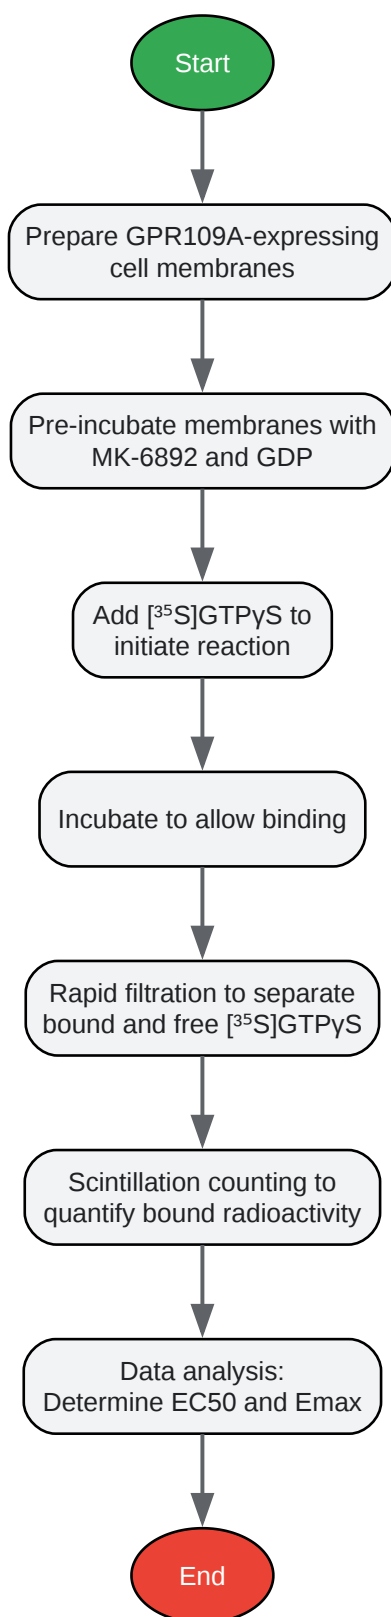 Start
Prepare GPR109A-expressing
cell membranes
Pre-incubate membranes with
MK-6892 and GDP
Add [³⁵S]GTPγS to
initiate reaction
Incubate to allow binding
Rapid filtration to separate
bound and free [³⁵S]GTPγS
Scintillation counting to
quantify bound radioactivity
Data analysis:
Determine EC50 and Emax
End